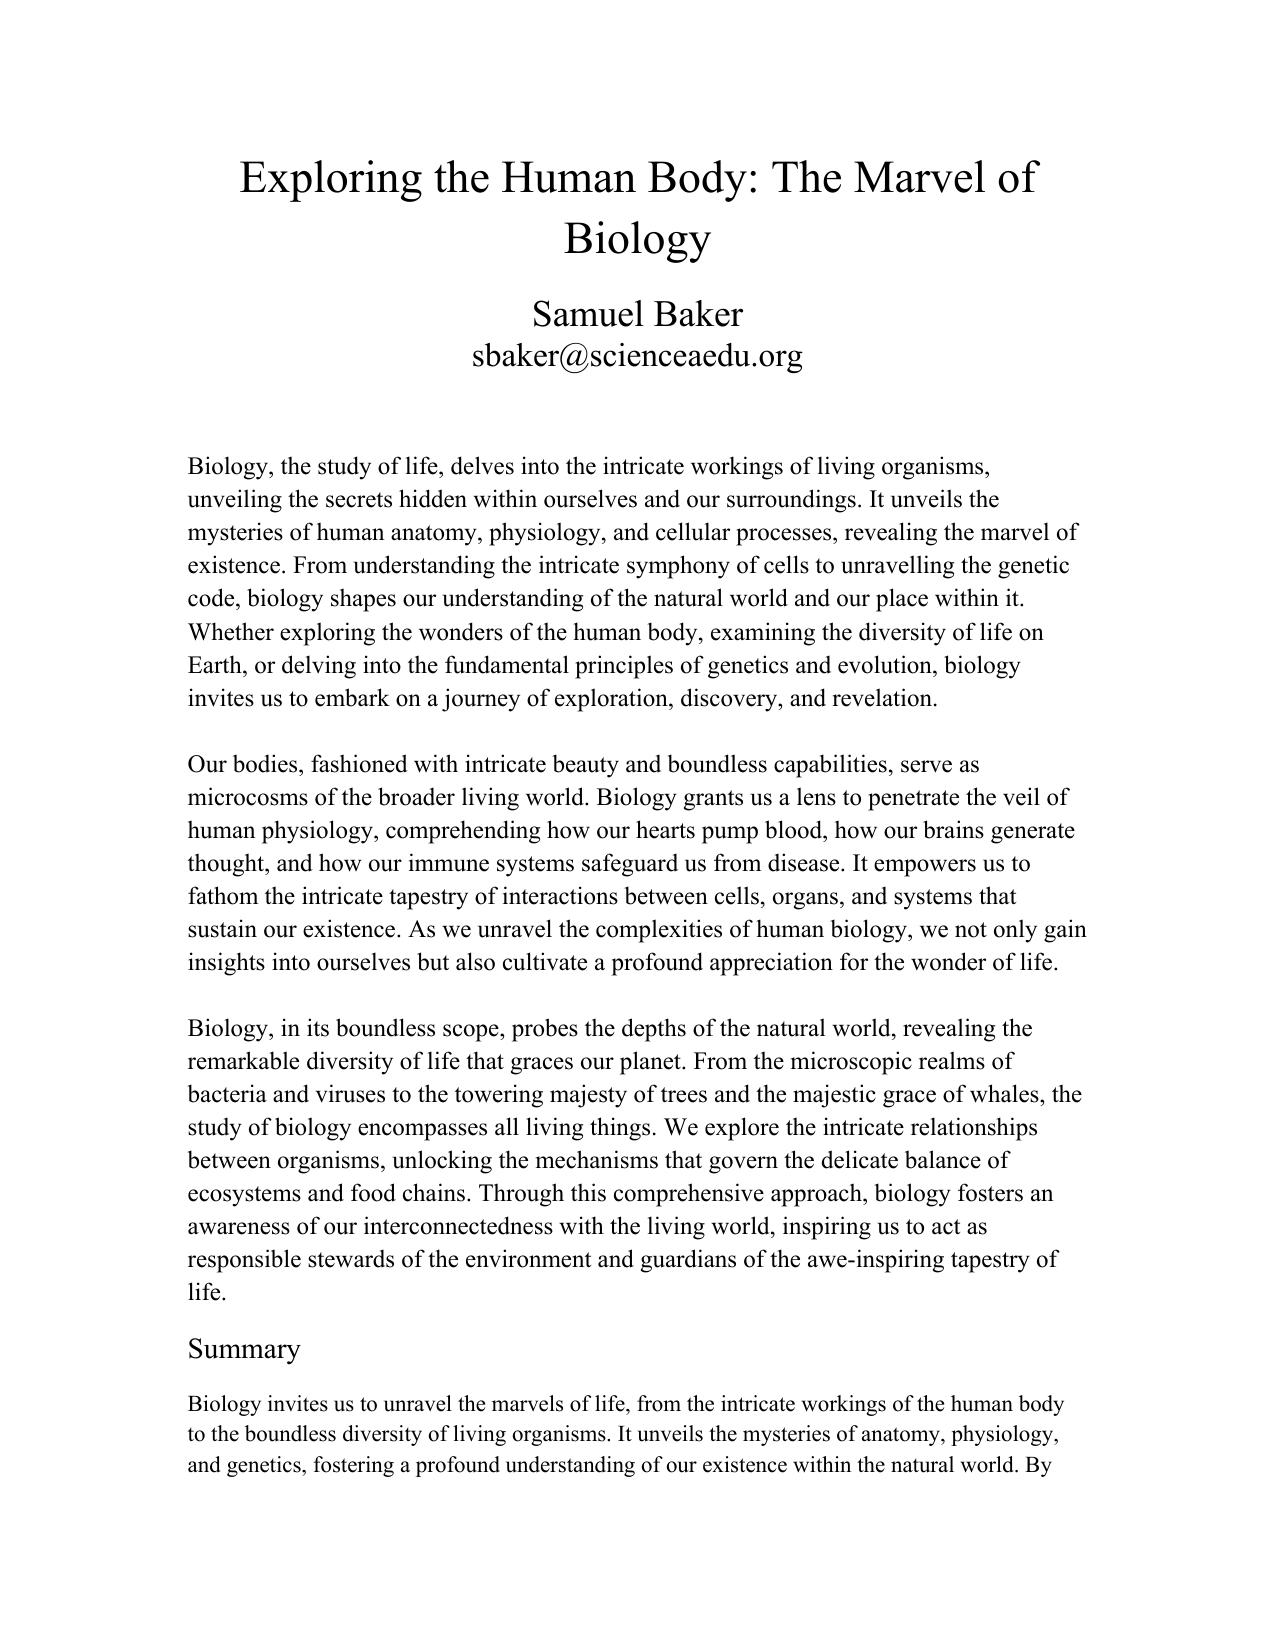 Exploring the Human Body: The Marvel of
Biology
Samuel Baker
sbaker@scienceaedu.org
Biology, the study of life, delves into the intricate workings of living organisms,
unveiling the secrets hidden within ourselves and our surroundings. It unveils the
mysteries of human anatomy, physiology, and cellular processes, revealing the marvel of
existence. From understanding the intricate symphony of cells to unravelling the genetic
code, biology shapes our understanding of the natural world and our place within it.
Whether exploring the wonders of the human body, examining the diversity of life on
Earth, or delving into the fundamental principles of genetics and evolution, biology
invites us to embark on a journey of exploration, discovery, and revelation.
Our bodies, fashioned with intricate beauty and boundless capabilities, serve as
microcosms of the broader living world. Biology grants us a lens to penetrate the veil of
human physiology, comprehending how our hearts pump blood, how our brains generate
thought, and how our immune systems safeguard us from disease. It empowers us to
fathom the intricate tapestry of interactions between cells, organs, and systems that
sustain our existence. As we unravel the complexities of human biology, we not only gain
insights into ourselves but also cultivate a profound appreciation for the wonder of life.
Biology, in its boundless scope, probes the depths of the natural world, revealing the
remarkable diversity of life that graces our planet. From the microscopic realms of
bacteria and viruses to the towering majesty of trees and the majestic grace of whales, the
study of biology encompasses all living things. We explore the intricate relationships
between organisms, unlocking the mechanisms that govern the delicate balance of
ecosystems and food chains. Through this comprehensive approach, biology fosters an
awareness of our interconnectedness with the living world, inspiring us to act as
responsible stewards of the environment and guardians of the awe-inspiring tapestry of
life.
Summary
Biology invites us to unravel the marvels of life, from the intricate workings of the human body
to the boundless diversity of living organisms. It unveils the mysteries of anatomy, physiology,
and genetics, fostering a profound understanding of our existence within the natural world. By